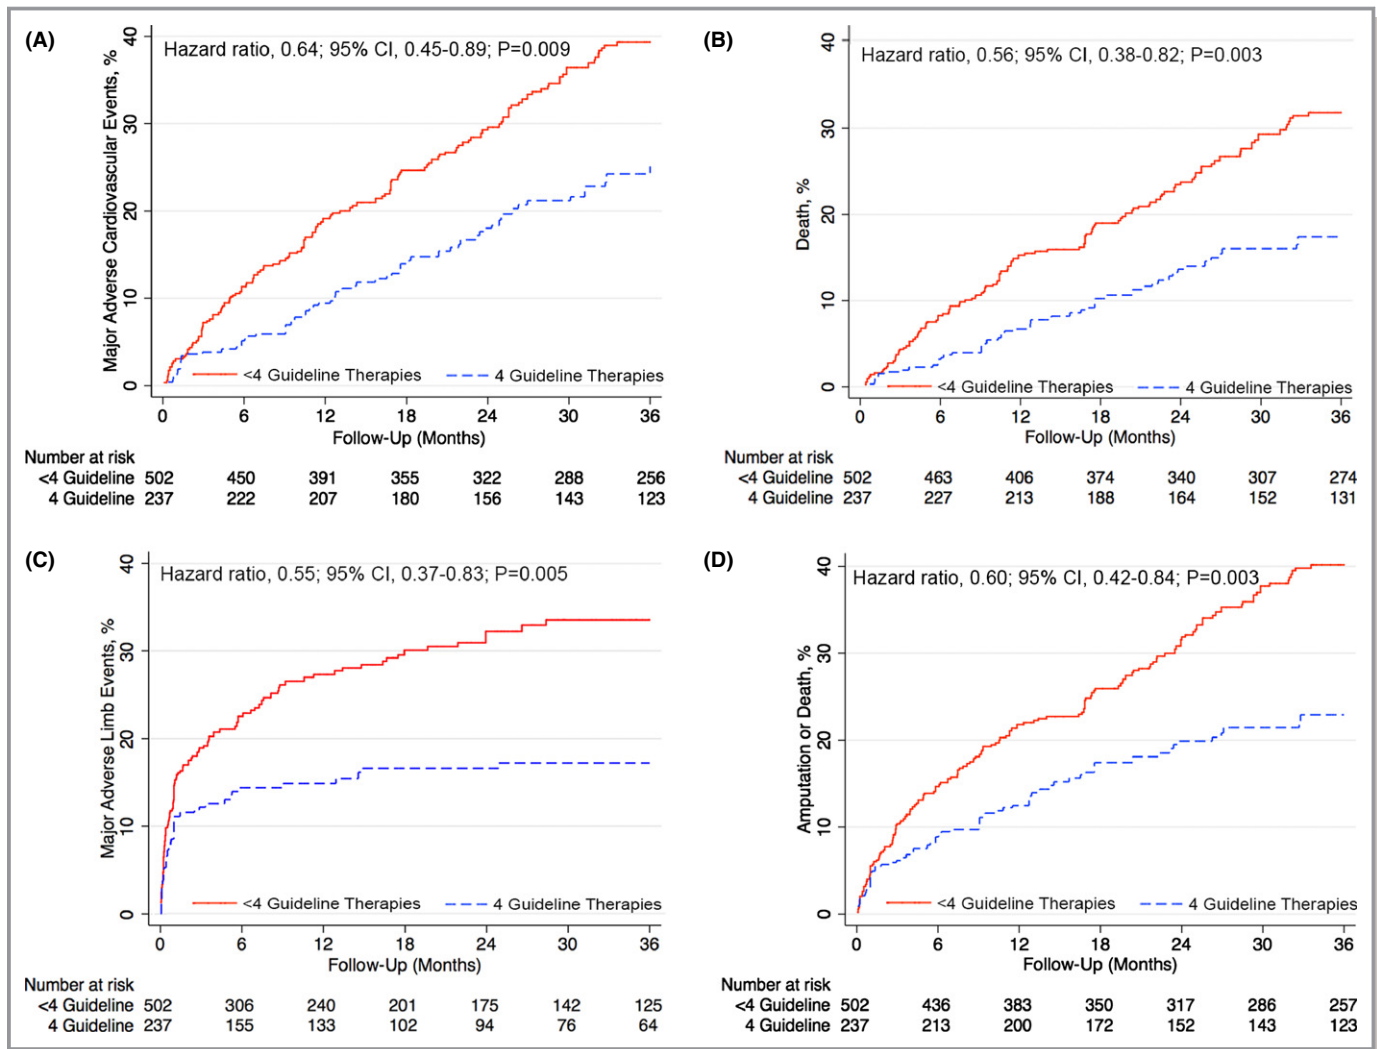 (A)
Hazard ratio, 0.64; 95% CI, 0.45-0.89; P=0.009
Major Adverse Cardiovascular Events, %
40
30
20
10
0
<4 Guideline Therapies 4 Guideline Therapies
0 6 12 18 24 30 36
Follow-Up (Months)
Number at risk
<4 Guideline 502 450 391 355 322 288 256
4 Guideline 237 222 207 180 156 143 123
(B)
Hazard ratio, 0.56; 95% CI, 0.38-0.82; P=0.003
Death, %
40
30
20
10
0
<4 Guideline Therapies 4 Guideline Therapies
0 6 12 18 24 30 36
Follow-Up (Months)
Number at risk
<4 Guideline 502 463 406 374 340 307 274
4 Guideline 237 227 213 188 164 152 131
(C)
Hazard ratio, 0.55; 95% CI, 0.37-0.83; P=0.005
Major Adverse Limb Events, %
40
30
20
10
0
<4 Guideline Therapies 4 Guideline Therapies
0 6 12 18 24 30 36
Follow-Up (Months)
Number at risk
<4 Guideline 502 306 240 201 175 142 125
4 Guideline 237 155 133 102 94 76 64
(D)
Hazard ratio, 0.60; 95% CI, 0.42-0.84; P=0.003
Amputation or Death, %
40
30
20
10
0
<4 Guideline Therapies 4 Guideline Therapies
0 6 12 18 24 30 36
Follow-Up (Months)
Number at risk
<4 Guideline 502 436 383 350 317 286 257
4 Guideline 237 213 200 172 152 143 123